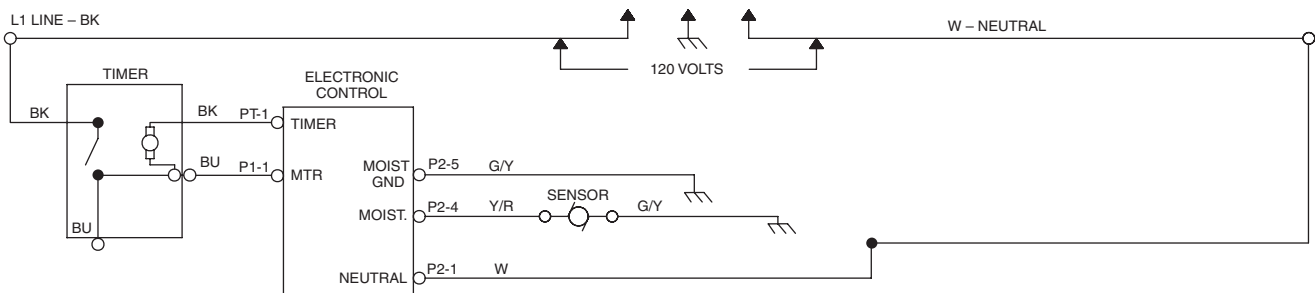 L1 LINE – BK
W – NEUTRAL
120 VOLTS
TIMER
ELECTRONIC
CONTROL
BK
BK
PT-1
TIMER
BU
P1-1
MTR
MOIST
GND
P2-5
G/Y
SENSOR
MOIST.
P2-4
Y/R
G/Y
BU
NEUTRAL
P2-1
W